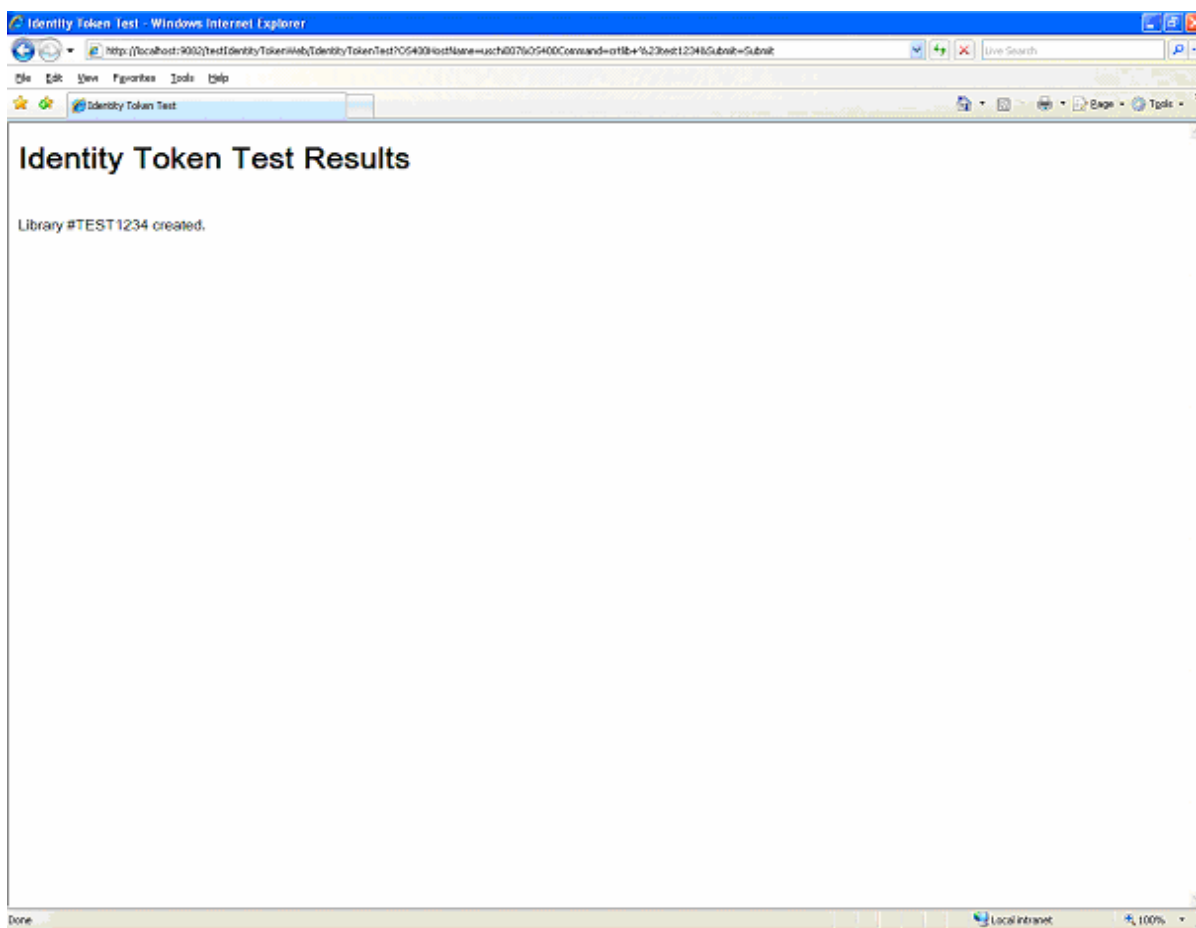 Identity Token Test - Windows Internet Explorer
http://localhost:9082/testIdentityTokenWeb/IdentityTokenTest?OS400HostName=uschi007&OS400Command=crtlib+%23test1234&Submit=Submit
Live Search
File Edit View Favorites Tools Help
Identity Token Test
Page Tools
Identity Token Test Results
Library #TEST1234 created.
Done Local intranet 100%